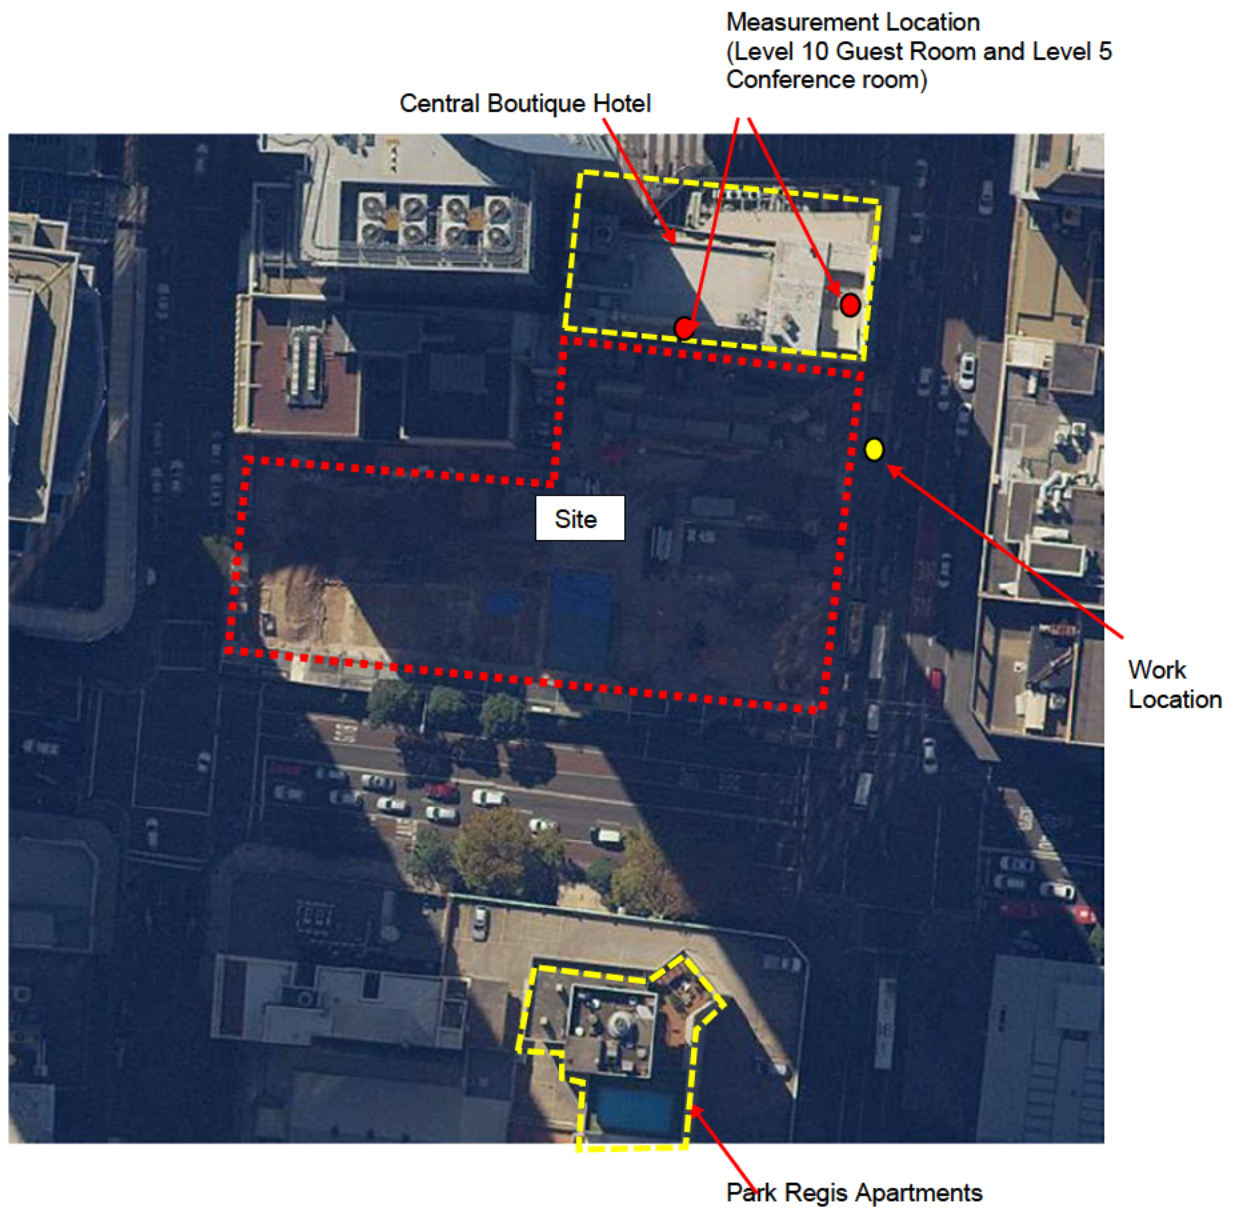 Measurement Location
(Level 10 Guest Room and Level 5
Conference room)
Central Boutique Hotel
Site
Work
Location
Park Regis Apartments